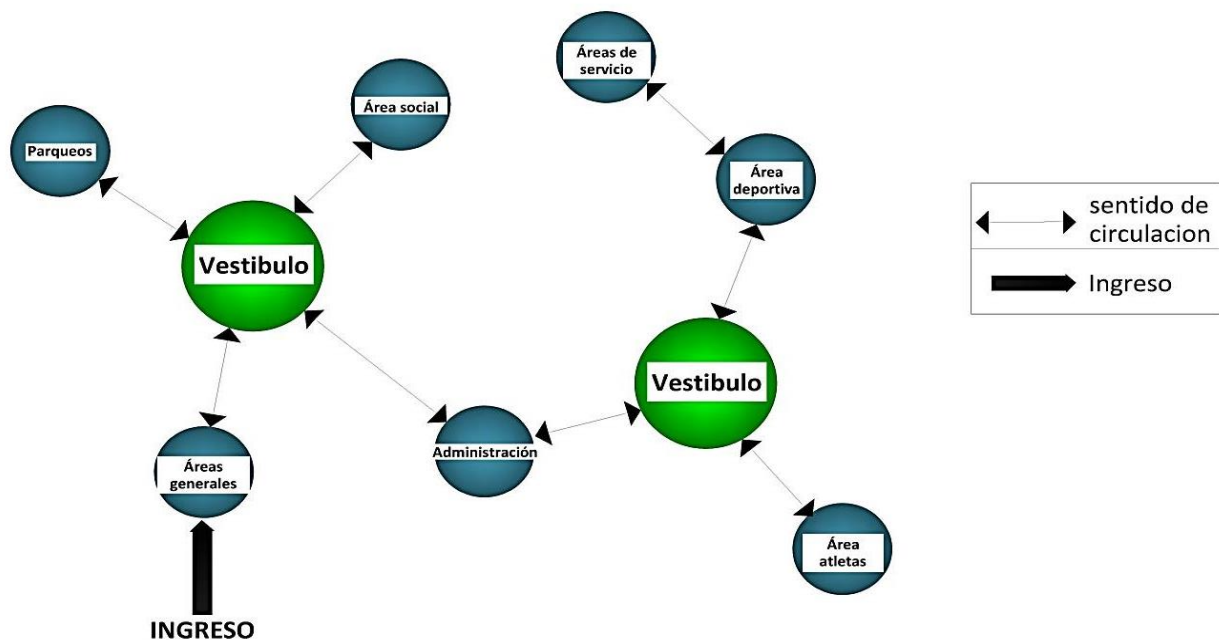 Áreas de
servicio
Área social
Parqueos
Área
deportiva
sentido de
circulacion
Vestibulo
Ingreso
Vestibulo
Administración
Áreas
generales
Área
atletas
INGRESO